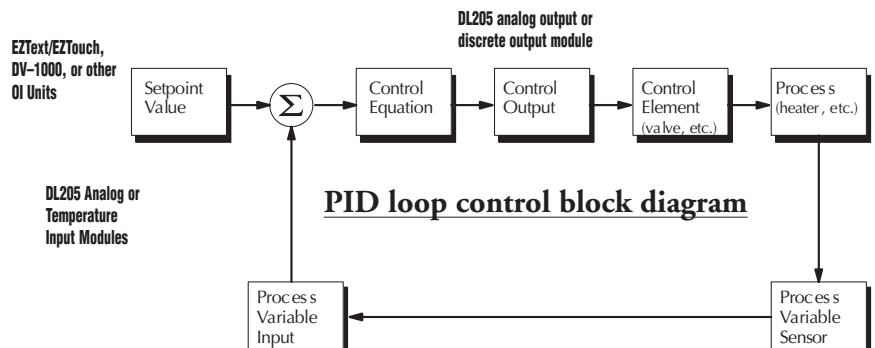 DL205 analog output or
discrete output module
EZText/EZTouch,
DV–1000, or other
OI Units
Setpoint
Value
Σ
Control
Equation
Control
Output
Control
Element
(valve, etc.)
Process
(heater, etc.)
DL205 Analog or
Temperature
Input Modules
PID loop control block diagram
Process
Variable
Input
Process
Variable
Sensor